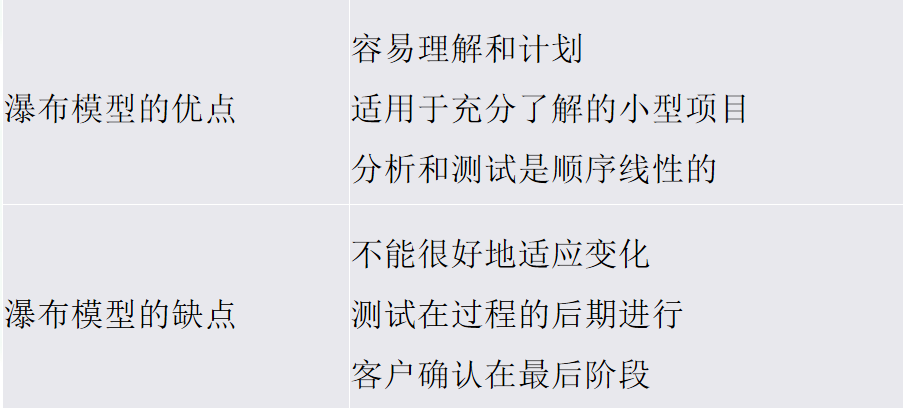 瀑布模型的优点
容易理解和计划
适用于充分了解的小型项目
分析和测试是顺序线性的
瀑布模型的缺点
不能很好地适应变化
测试在过程的后期进行
客户确认在最后阶段